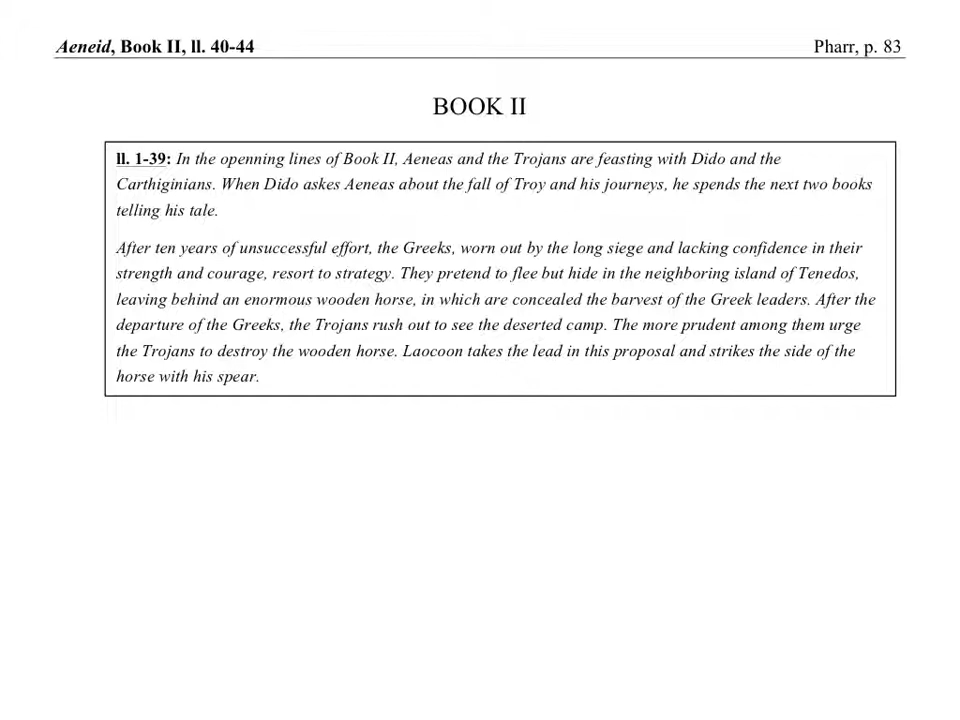 Aeneid, Book II, ll. 40-44
Pharr, p. 83
BOOK II
ll. 1-39: In the openning lines of Book II, Aeneas and the Trojans are feasting with Dido and the
Carthiginians. When Dido askes Aeneas about the fall of Troy and his journeys, he spends the next two books
telling his tale.
After ten years of unsuccessful effort, the Greeks, worn out by the long siege and lacking confidence in their
strength and courage, resort to strategy. They pretend to flee but hide in the neighboring island of Tenedos,
leaving behind an enormous wooden horse, in which are concealed the barvest of the Greek leaders. After the
departure of the Greeks, the Trojans rush out to see the deserted camp. The more prudent among them urge
the Trojans to destroy the wooden horse. Laocoon takes the lead in this proposal and strikes the side of the
horse with his spear.